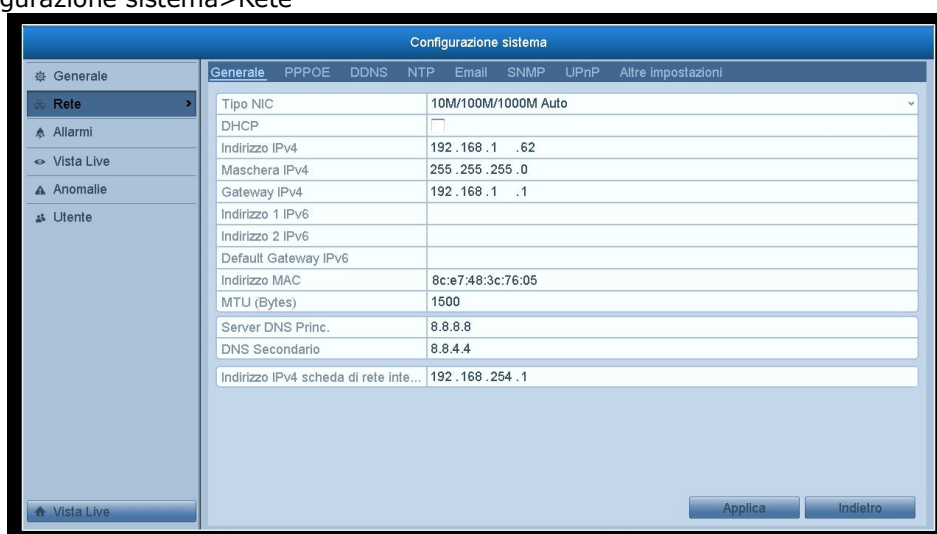 gurazione sistema>Rete
Configurazione sistema
Generale
Rete >
Allarmi
Vista Live
Anomalie
Utente
Vista Live
Generale PPPOE DDNS NTP Email SNMP UPnP Altre impostazioni
Tipo NIC 10M/100M/1000M Auto
DHCP
Indirizzo IPv4 192 .168 .1 .62
Maschera IPv4 255 .255 .255 .0
Gateway IPv4 192 .168 .1 .1
Indirizzo 1 IPv6
Indirizzo 2 IPv6
Default Gateway IPv6
Indirizzo MAC 8c:e7:48:3c:76:05
MTU (Bytes) 1500
Server DNS Princ. 8.8.8.8
DNS Secondario 8.8.4.4
Indirizzo IPv4 scheda di rete inte... 192 .168 .254 .1
Applica Indietro